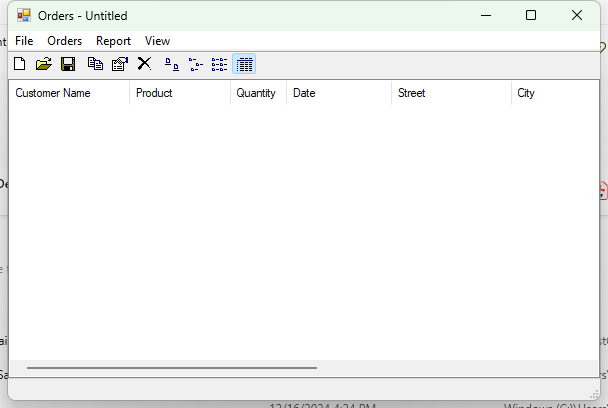 Orders - Untitled
File Orders Report View
Customer Name Product Quantity Date Street City
12/16/2024 4:24 PM Windows (C:)\Users\